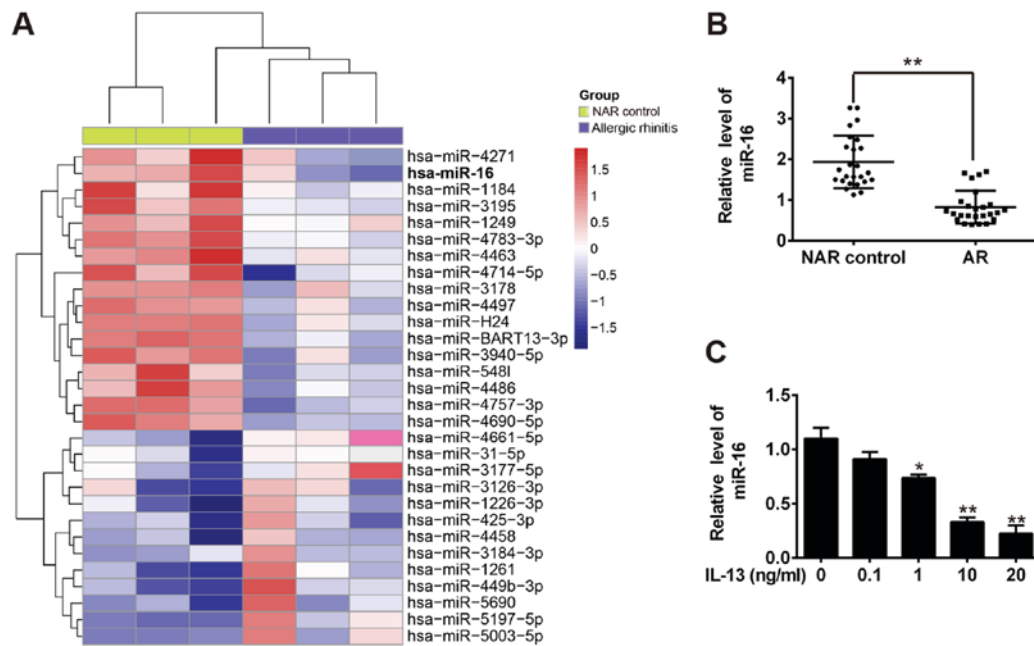 A
Group
NAR control
Allergic rhinitis
1.5
1
0.5
0
−0.5
−1
−1.5
hsa−miR−4271
hsa−miR−16
hsa−miR−1184
hsa−miR−3195
hsa−miR−1249
hsa−miR−4783−3p
hsa−miR−4463
hsa−miR−4714−5p
hsa−miR−3178
hsa−miR−4497
hsa−miR−H24
hsa−miR−BART13−3p
hsa−miR−3940−5p
hsa−miR−548l
hsa−miR−4486
hsa−miR−4757−3p
hsa−miR−4690−5p
hsa−miR−4661−5p
hsa−miR−31−5p
hsa−miR−3177−5p
hsa−miR−3126−3p
hsa−miR−1226−3p
hsa−miR−425−3p
hsa−miR−4458
hsa−miR−3184−3p
hsa−miR−1261
hsa−miR−449b−3p
hsa−miR−5690
hsa−miR−5197−5p
hsa−miR−5003−5p
B
Relative level of
miR-16
4
3
2
1
0
**
NAR control AR
C
Relative level of
miR-16
1.5
1.0
0.5
0.0
*
**
**
IL-13 (ng/ml) 0 0.1 1 10 20